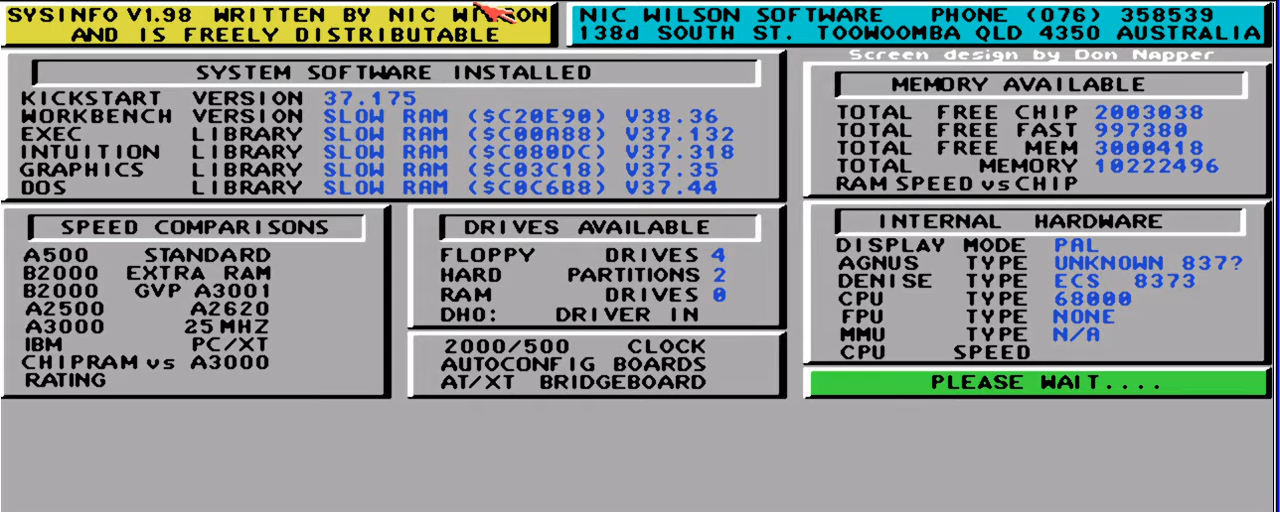 SYSINFO V1.98 WRITTEN BY NIC WILSON
AND IS FREELY DISTRIBUTABLE
NIC WILSON SOFTWARE PHONE (076) 358539
138d SOUTH ST. TOOWOOMBA QLD 4350 AUSTRALIA
Screen design by Don Napper
SYSTEM SOFTWARE INSTALLED
KICKSTART VERSION 37.175
WORKBENCH VERSION SLOW RAM ($C20E90) V38.36
EXEC LIBRARY SLOW RAM ($C00A88) V37.132
INTUITION LIBRARY SLOW RAM ($C080DC) V37.318
GRAPHICS LIBRARY SLOW RAM ($C03C18) V37.35
DOS LIBRARY SLOW RAM ($C0C6B8) V37.44
MEMORY AVAILABLE
TOTAL FREE CHIP 2003038
TOTAL FREE FAST 997380
TOTAL FREE MEM 3000418
TOTAL MEMORY 10222496
RAM SPEED vs CHIP
SPEED COMPARISONS
A500 STANDARD
B2000 EXTRA RAM
B2000 GVP A3001
A2500 A2620
A3000 25MHZ
IBM PC/XT
CHIPRAM vs A3000
RATING
DRIVES AVAILABLE
FLOPPY DRIVES 4
HARD PARTITIONS 2
RAM DRIVES 0
DH0: DRIVER IN
2000/500 CLOCK
AUTOCONFIG BOARDS
AT/XT BRIDGEBOARD
INTERNAL HARDWARE
DISPLAY MODE PAL
AGNUS TYPE UNKNOWN 837?
DENISE TYPE ECS 8373
CPU TYPE 68000
FPU TYPE NONE
MMU TYPE N/A
CPU SPEED
PLEASE WAIT....